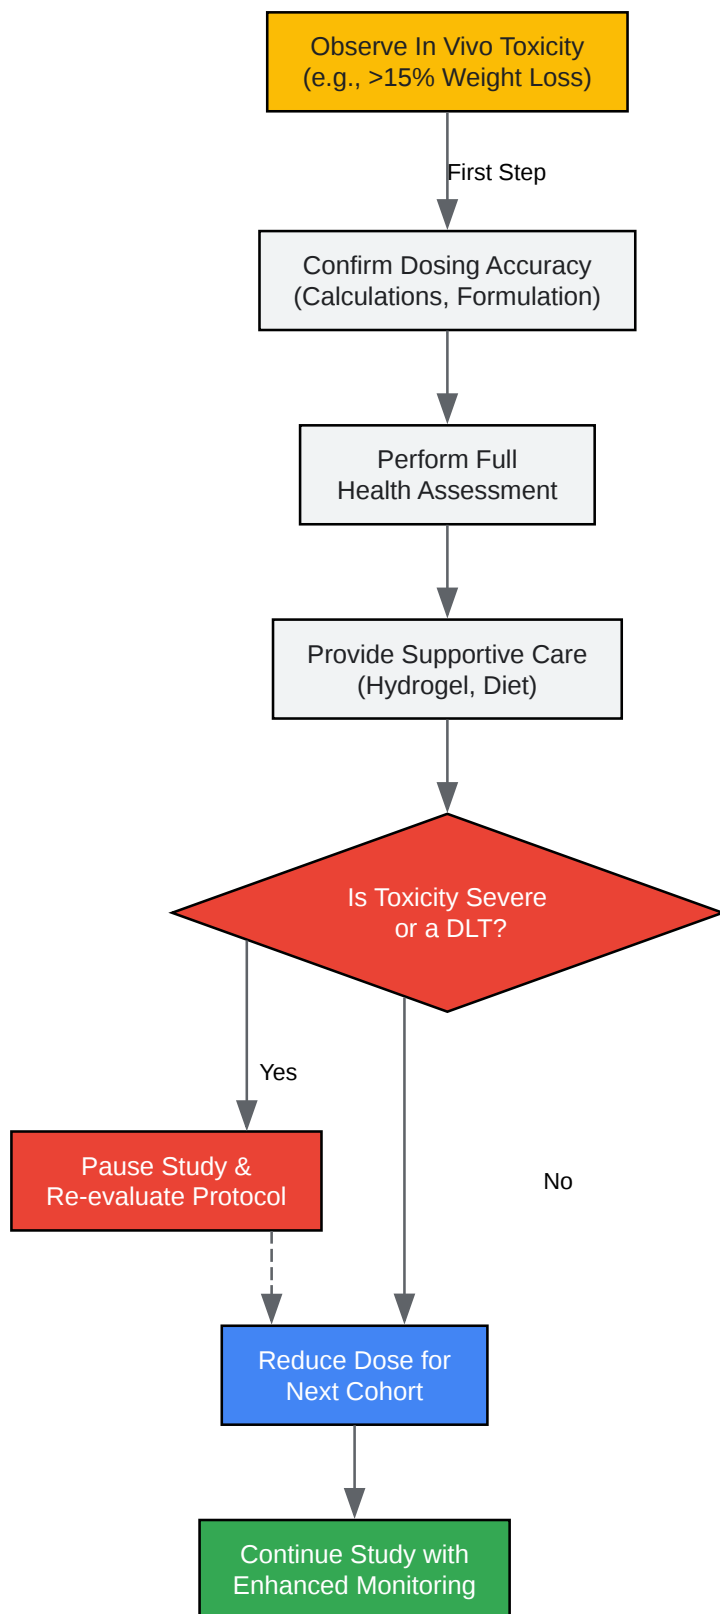 Observe In Vivo Toxicity
(e.g., >15% Weight Loss)
First Step
Confirm Dosing Accuracy
(Calculations, Formulation)
Perform Full
Health Assessment
Provide Supportive Care
(Hydrogel, Diet)
Is Toxicity Severe
or a DLT?
Yes
Pause Study &
Re-evaluate Protocol
No
Reduce Dose for
Next Cohort
Continue Study with
Enhanced Monitoring